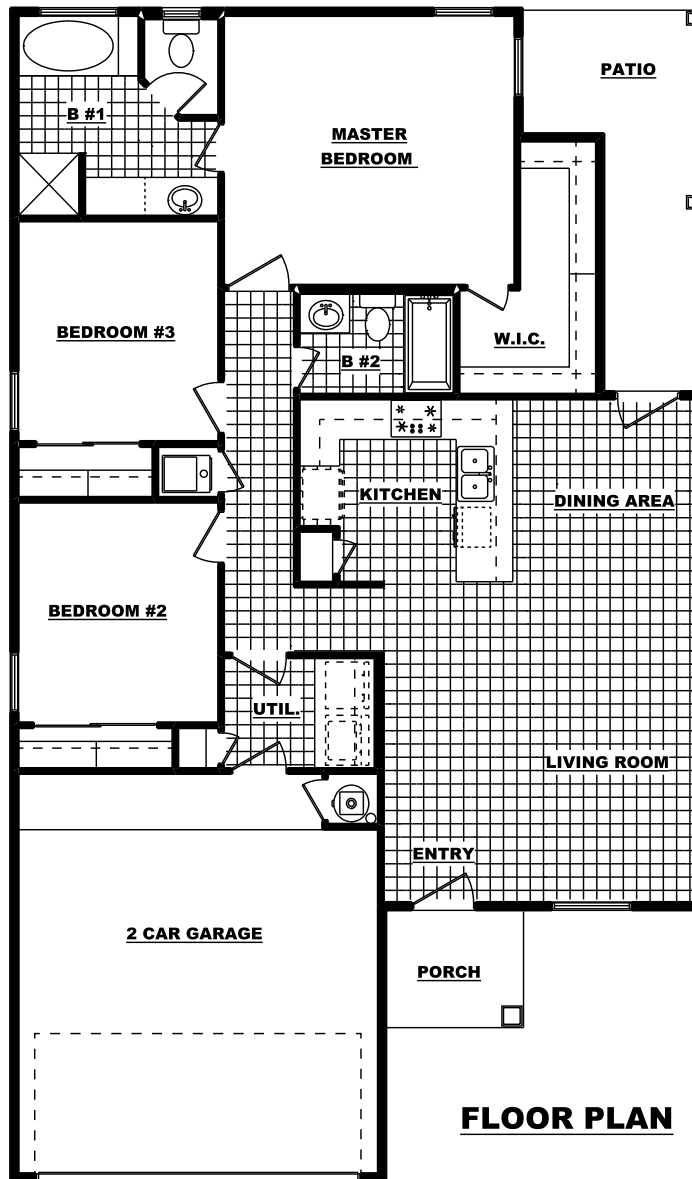 PATIO
B #1
MASTER
BEDROOM
BEDROOM #3
W.I.C.
B #2
KITCHEN
DINING AREA
BEDROOM #2
UTIL.
LIVING ROOM
ENTRY
2 CAR GARAGE
PORCH
FLOOR PLAN